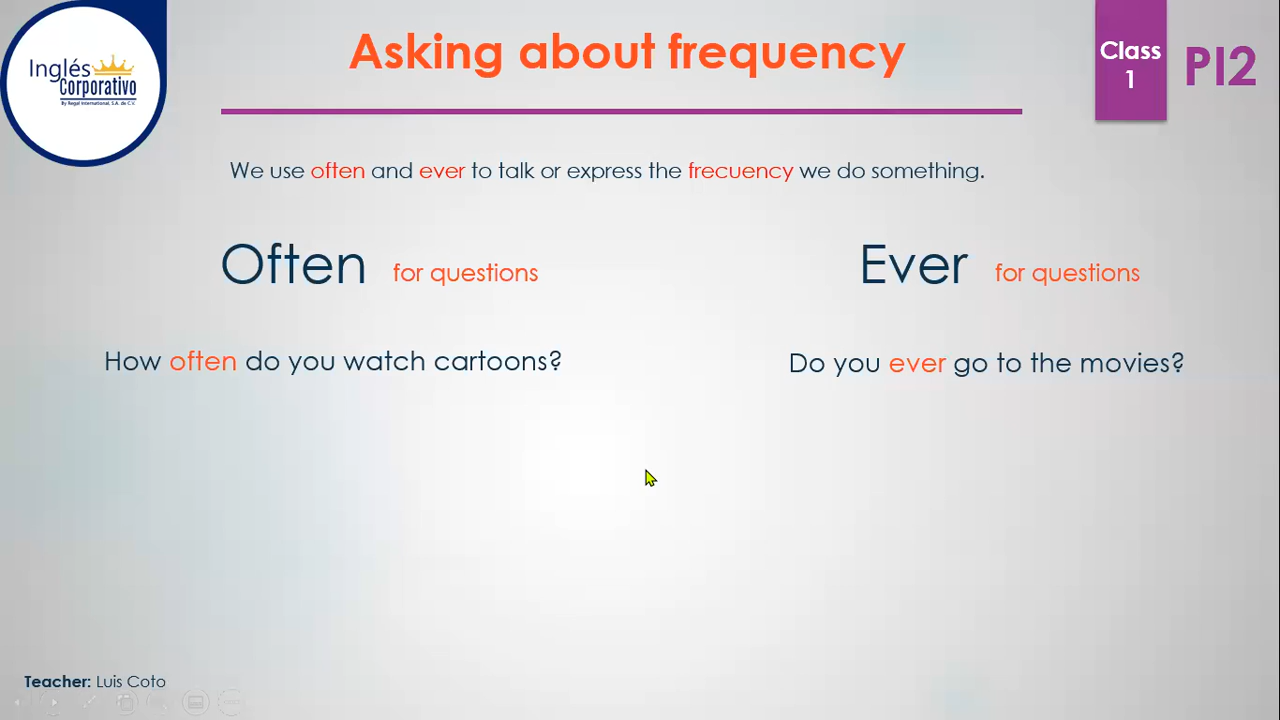 Inglés
Corporativo
By Regal International, S.A. de C.V.
Asking about frequency
Class
1
PI2
We use often and ever to talk or express the frecuency we do something.
Often for questions
Ever for questions
How often do you watch cartoons?
Do you ever go to the movies?
Teacher: Luis Coto